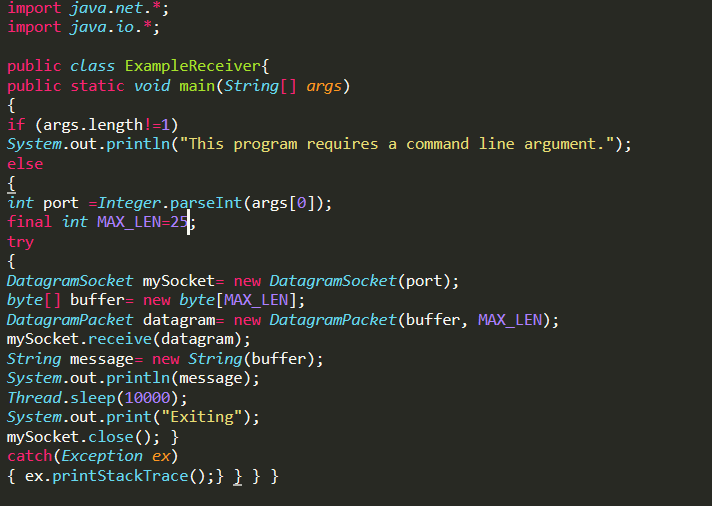 import java.net.*;
import java.io.*;
public class ExampleReceiver{
public static void main(String[] args)
{
if (args.length!=1)
System.out.println("This program requires a command line argument.");
else
{
int port =Integer.parseInt(args[0]);
final int MAX_LEN=25;
try
{
DatagramSocket mySocket= new DatagramSocket(port);
byte[] buffer= new byte[MAX_LEN];
DatagramPacket datagram= new DatagramPacket(buffer, MAX_LEN);
mySocket.receive(datagram);
String message= new String(buffer);
System.out.println(message);
Thread.sleep(10000);
System.out.print("Exiting");
mySocket.close(); }
catch(Exception ex)
{ ex.printStackTrace();} } } }